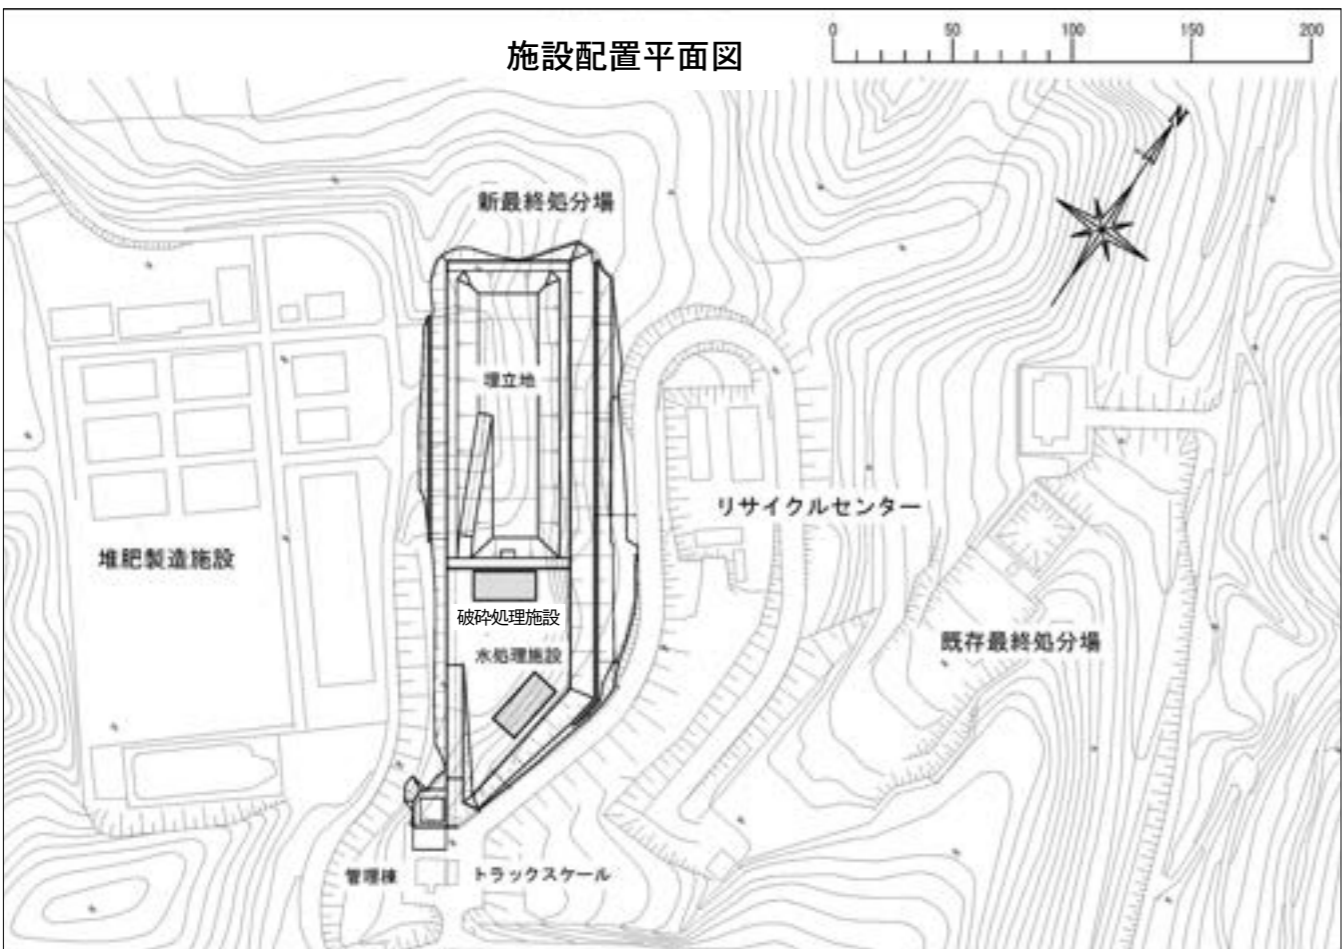 施設配置平面図
0 50 100 150 200
N
新最終処分場
埋立地
リサイクルセンター
堆肥製造施設
破砕処理施設
既存最終処分場
水処理施設
管理棟
トラックスケール